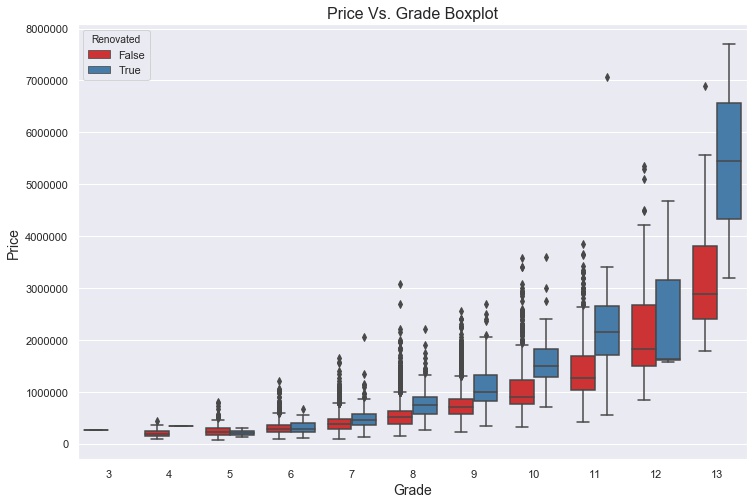 Price Vs. Grade Boxplot
Renovated
False
True
8000000
7000000
6000000
5000000
4000000
3000000
2000000
1000000
0
Price
3 4 5 6 7 8 9 10 11 12 13
Grade